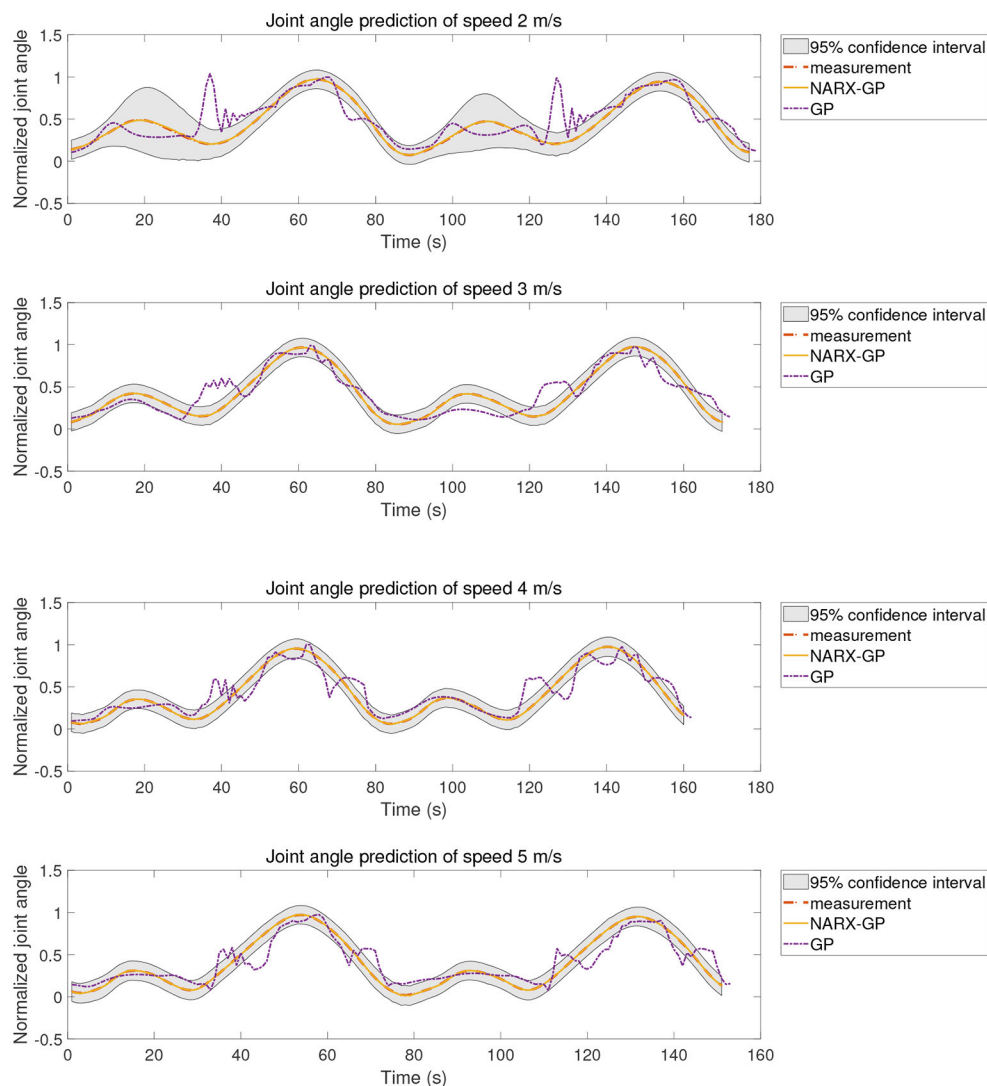 Joint angle prediction of speed 2 m/s
Normalized joint angle
1.5
1
0.5
0
-0.5
0 20 40 60 80 100 120 140 160 180
Time (s)
95% confidence interval
measurement
NARX-GP
GP
Joint angle prediction of speed 3 m/s
Normalized joint angle
1.5
1
0.5
0
-0.5
0 20 40 60 80 100 120 140 160 180
Time (s)
95% confidence interval
measurement
NARX-GP
GP
Joint angle prediction of speed 4 m/s
Normalized joint angle
1.5
1
0.5
0
-0.5
0 20 40 60 80 100 120 140 160 180
Time (s)
95% confidence interval
measurement
NARX-GP
GP
Joint angle prediction of speed 5 m/s
Normalized joint angle
1.5
1
0.5
0
-0.5
0 20 40 60 80 100 120 140 160
Time (s)
95% confidence interval
measurement
NARX-GP
GP